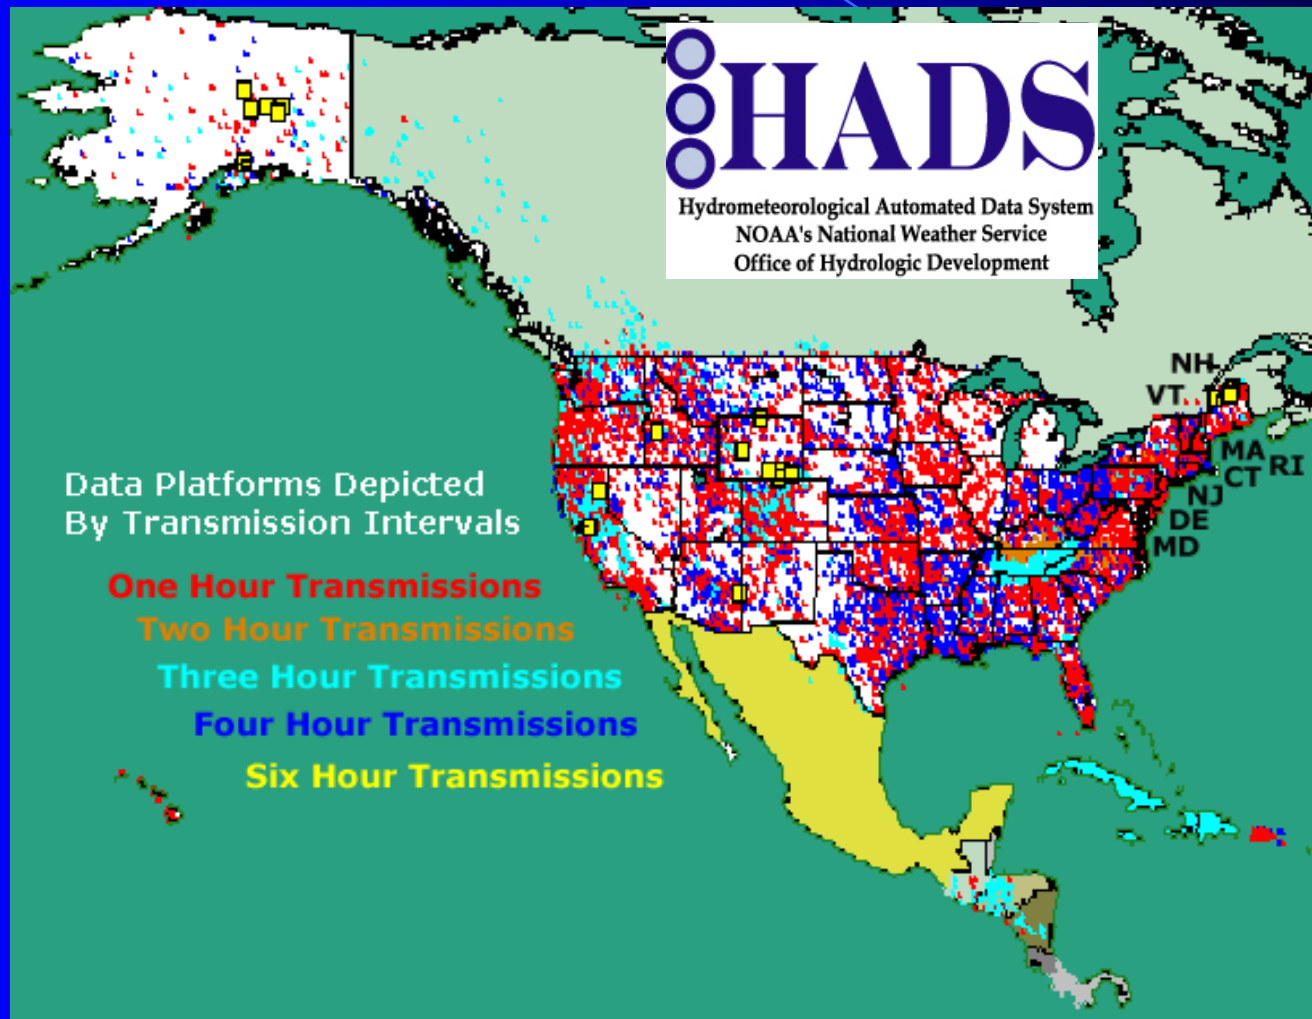 HADS
Hydrometeorological Automated Data System
NOAA's National Weather Service
Office of Hydrologic Development
NH
VT
MA
RI
CT
NJ
DE
MD
Data Platforms Depicted
By Transmission Intervals
One Hour Transmissions
Two Hour Transmissions
Three Hour Transmissions
Four Hour Transmissions
Six Hour Transmissions